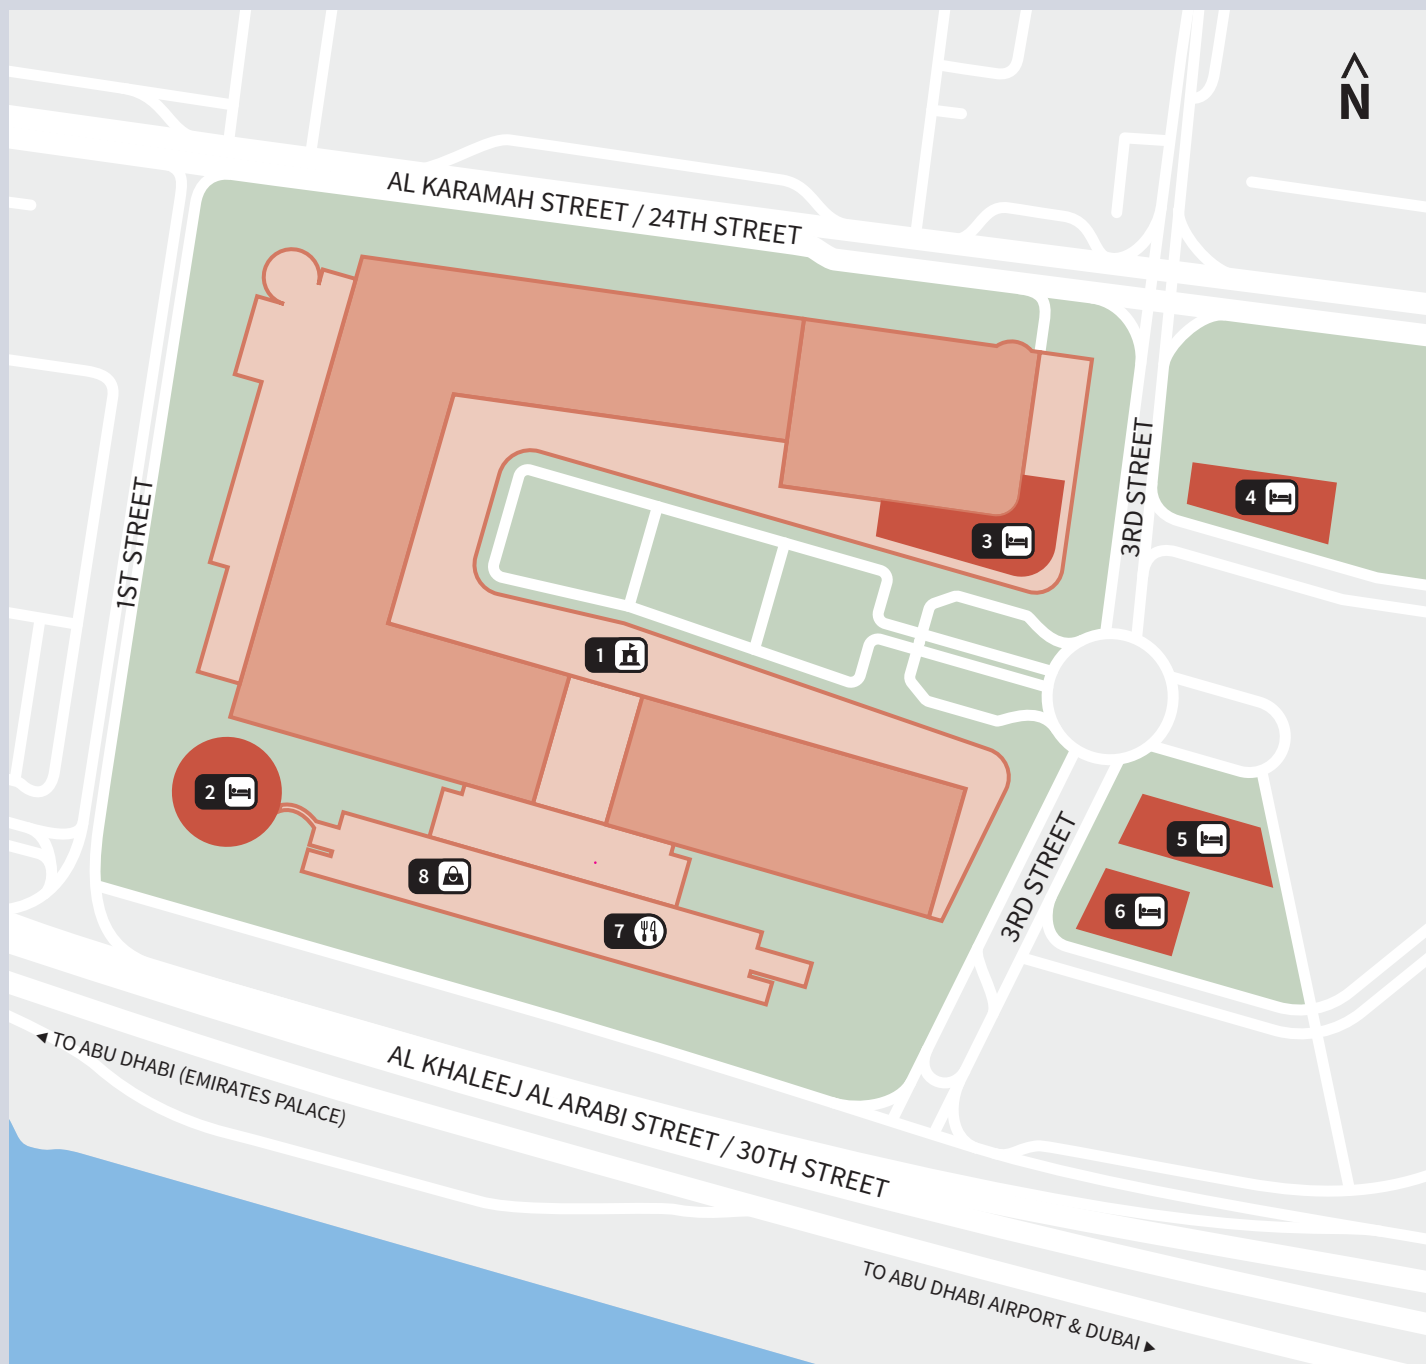 N
AL KARAMAH STREET / 24TH STREET
3RD STREET
4
1ST STREET
3
1
2
5
3RD STREET
8
6
7
◄ TO ABU DHABI (EMIRATES PALACE)
AL KHALEEJ AL ARABI STREET / 30TH STREET
TO ABU DHABI AIRPORT & DUBAI ►